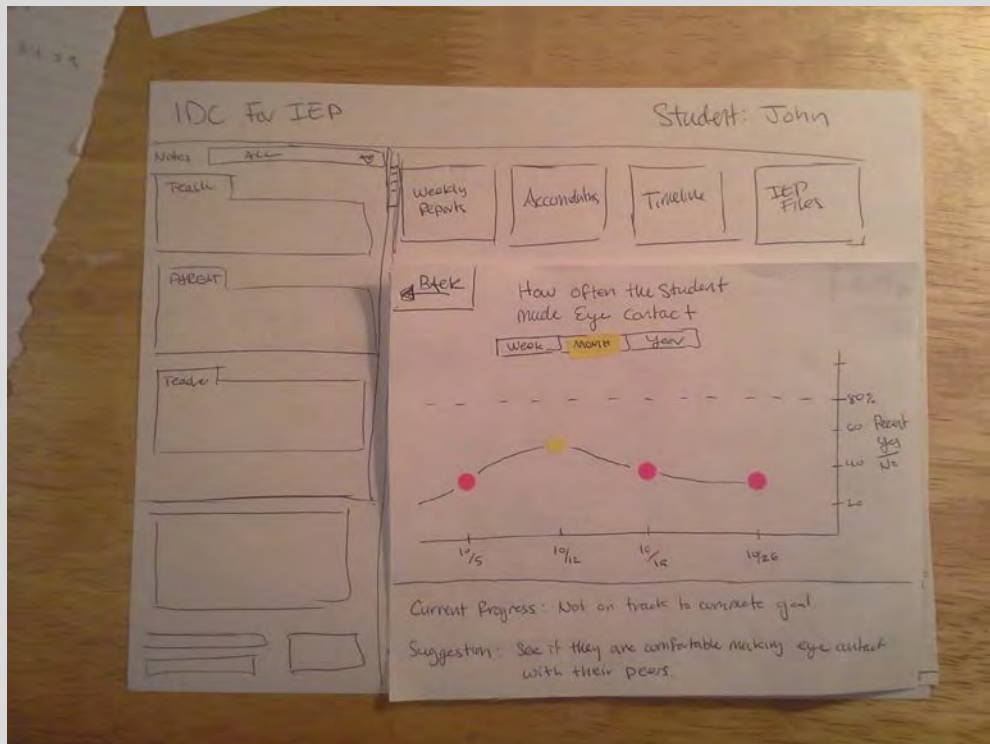 IDC For IEP
Student: John
Notes
ALL
Teach
PARENT
Teache
Weekly
Reports
Timeline
IEP
Files
Back
How often the Student
made Eye Contact
Week
Month
Year
80%
60
40
20
Percent
Yes
No
10/5
10/12
10/26
Current Progress: Not on track to complete goal
Suggestion: See if they are comfortable making eye contact
with their peers.